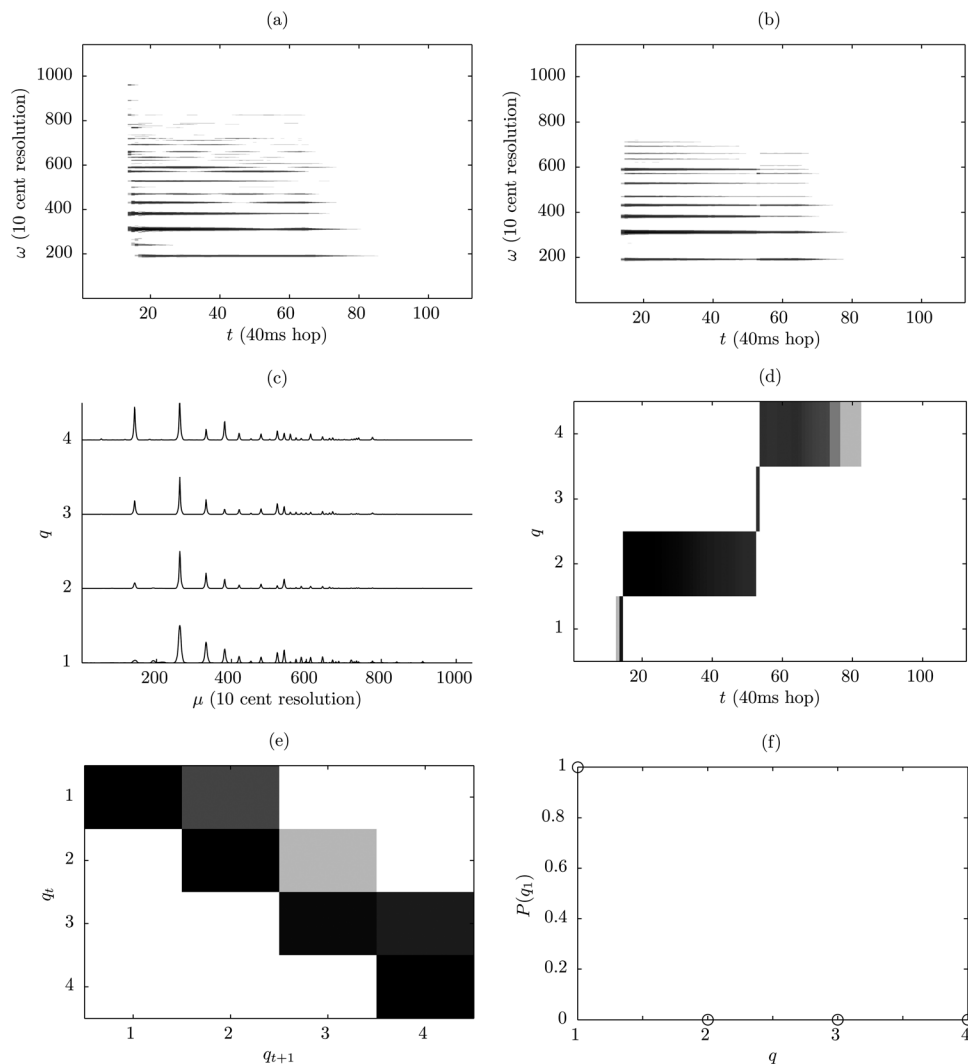 (a)
1000
800
600
400
200
ω (10 cent resolution)
20 40 60 80 100
t (40ms hop)
(b)
1000
800
600
400
200
ω (10 cent resolution)
20 40 60 80 100
t (40ms hop)
(c)
4
3
2
1
q
200 400 600 800 1000
μ (10 cent resolution)
(d)
4
3
2
1
q
20 40 60 80 100
t (40ms hop)
(e)
1
2
3
4
qₜ
1 2 3 4
qₜ₊₁
(f)
1
0.8
0.6
0.4
0.2
0
P(q₁)
1 2 3 4
q